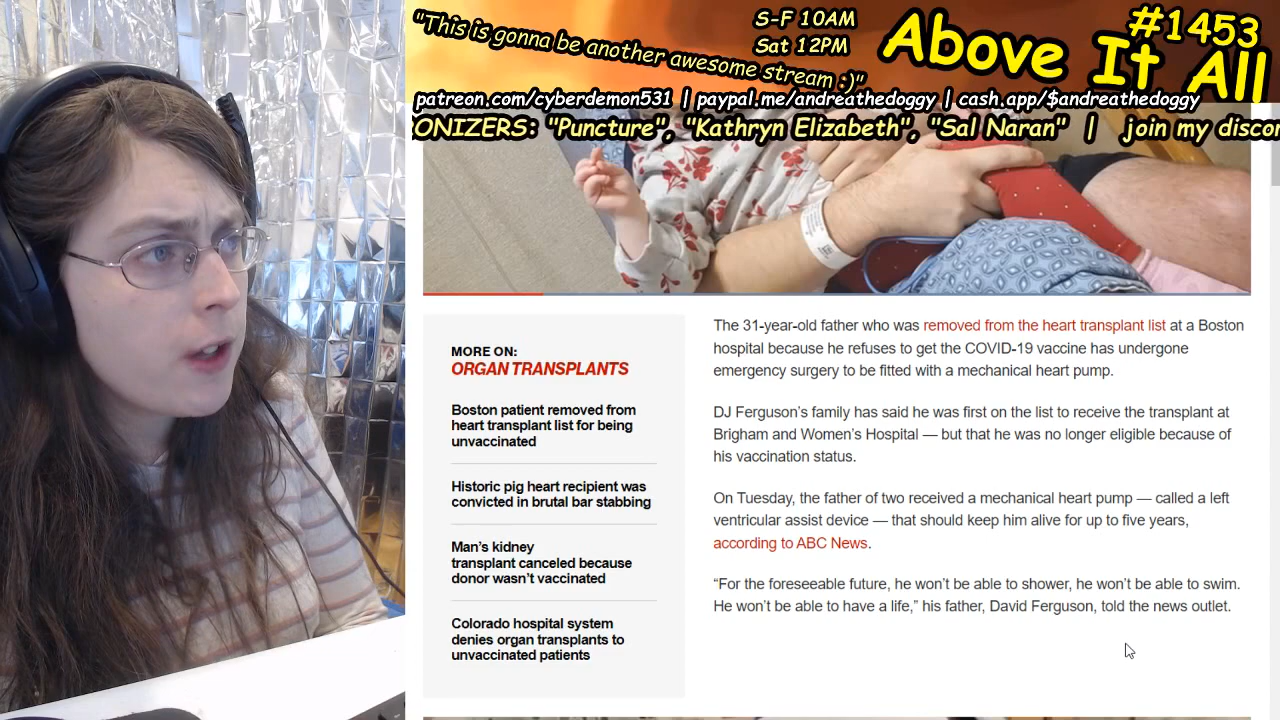 "This is gonna be another awesome stream :)"
S-F 10AM
Sat 12PM
Above It All
#1453
patreon.com/cyberdemon531 | paypal.me/andreathedoggy | cash.app/$andreathedoggy
ONIZERS: "Puncture", "Kathryn Elizabeth", "Sal Naran" | join my discor
MORE ON:
ORGAN TRANSPLANTS
Boston patient removed from
heart transplant list for being
unvaccinated
Historic pig heart recipient was
convicted in brutal bar stabbing
Man's kidney
transplant canceled because
donor wasn't vaccinated
Colorado hospital system
denies organ transplants to
unvaccinated patients
The 31-year-old father who was removed from the heart transplant list at a Boston
hospital because he refuses to get the COVID-19 vaccine has undergone
emergency surgery to be fitted with a mechanical heart pump.
DJ Ferguson's family has said he was first on the list to receive the transplant at
Brigham and Women's Hospital — but that he was no longer eligible because of
his vaccination status.
On Tuesday, the father of two received a mechanical heart pump — called a left
ventricular assist device — that should keep him alive for up to five years,
according to ABC News.
“For the foreseeable future, he won't be able to shower, he won't be able to swim.
He won't be able to have a life,” his father, David Ferguson, told the news outlet.